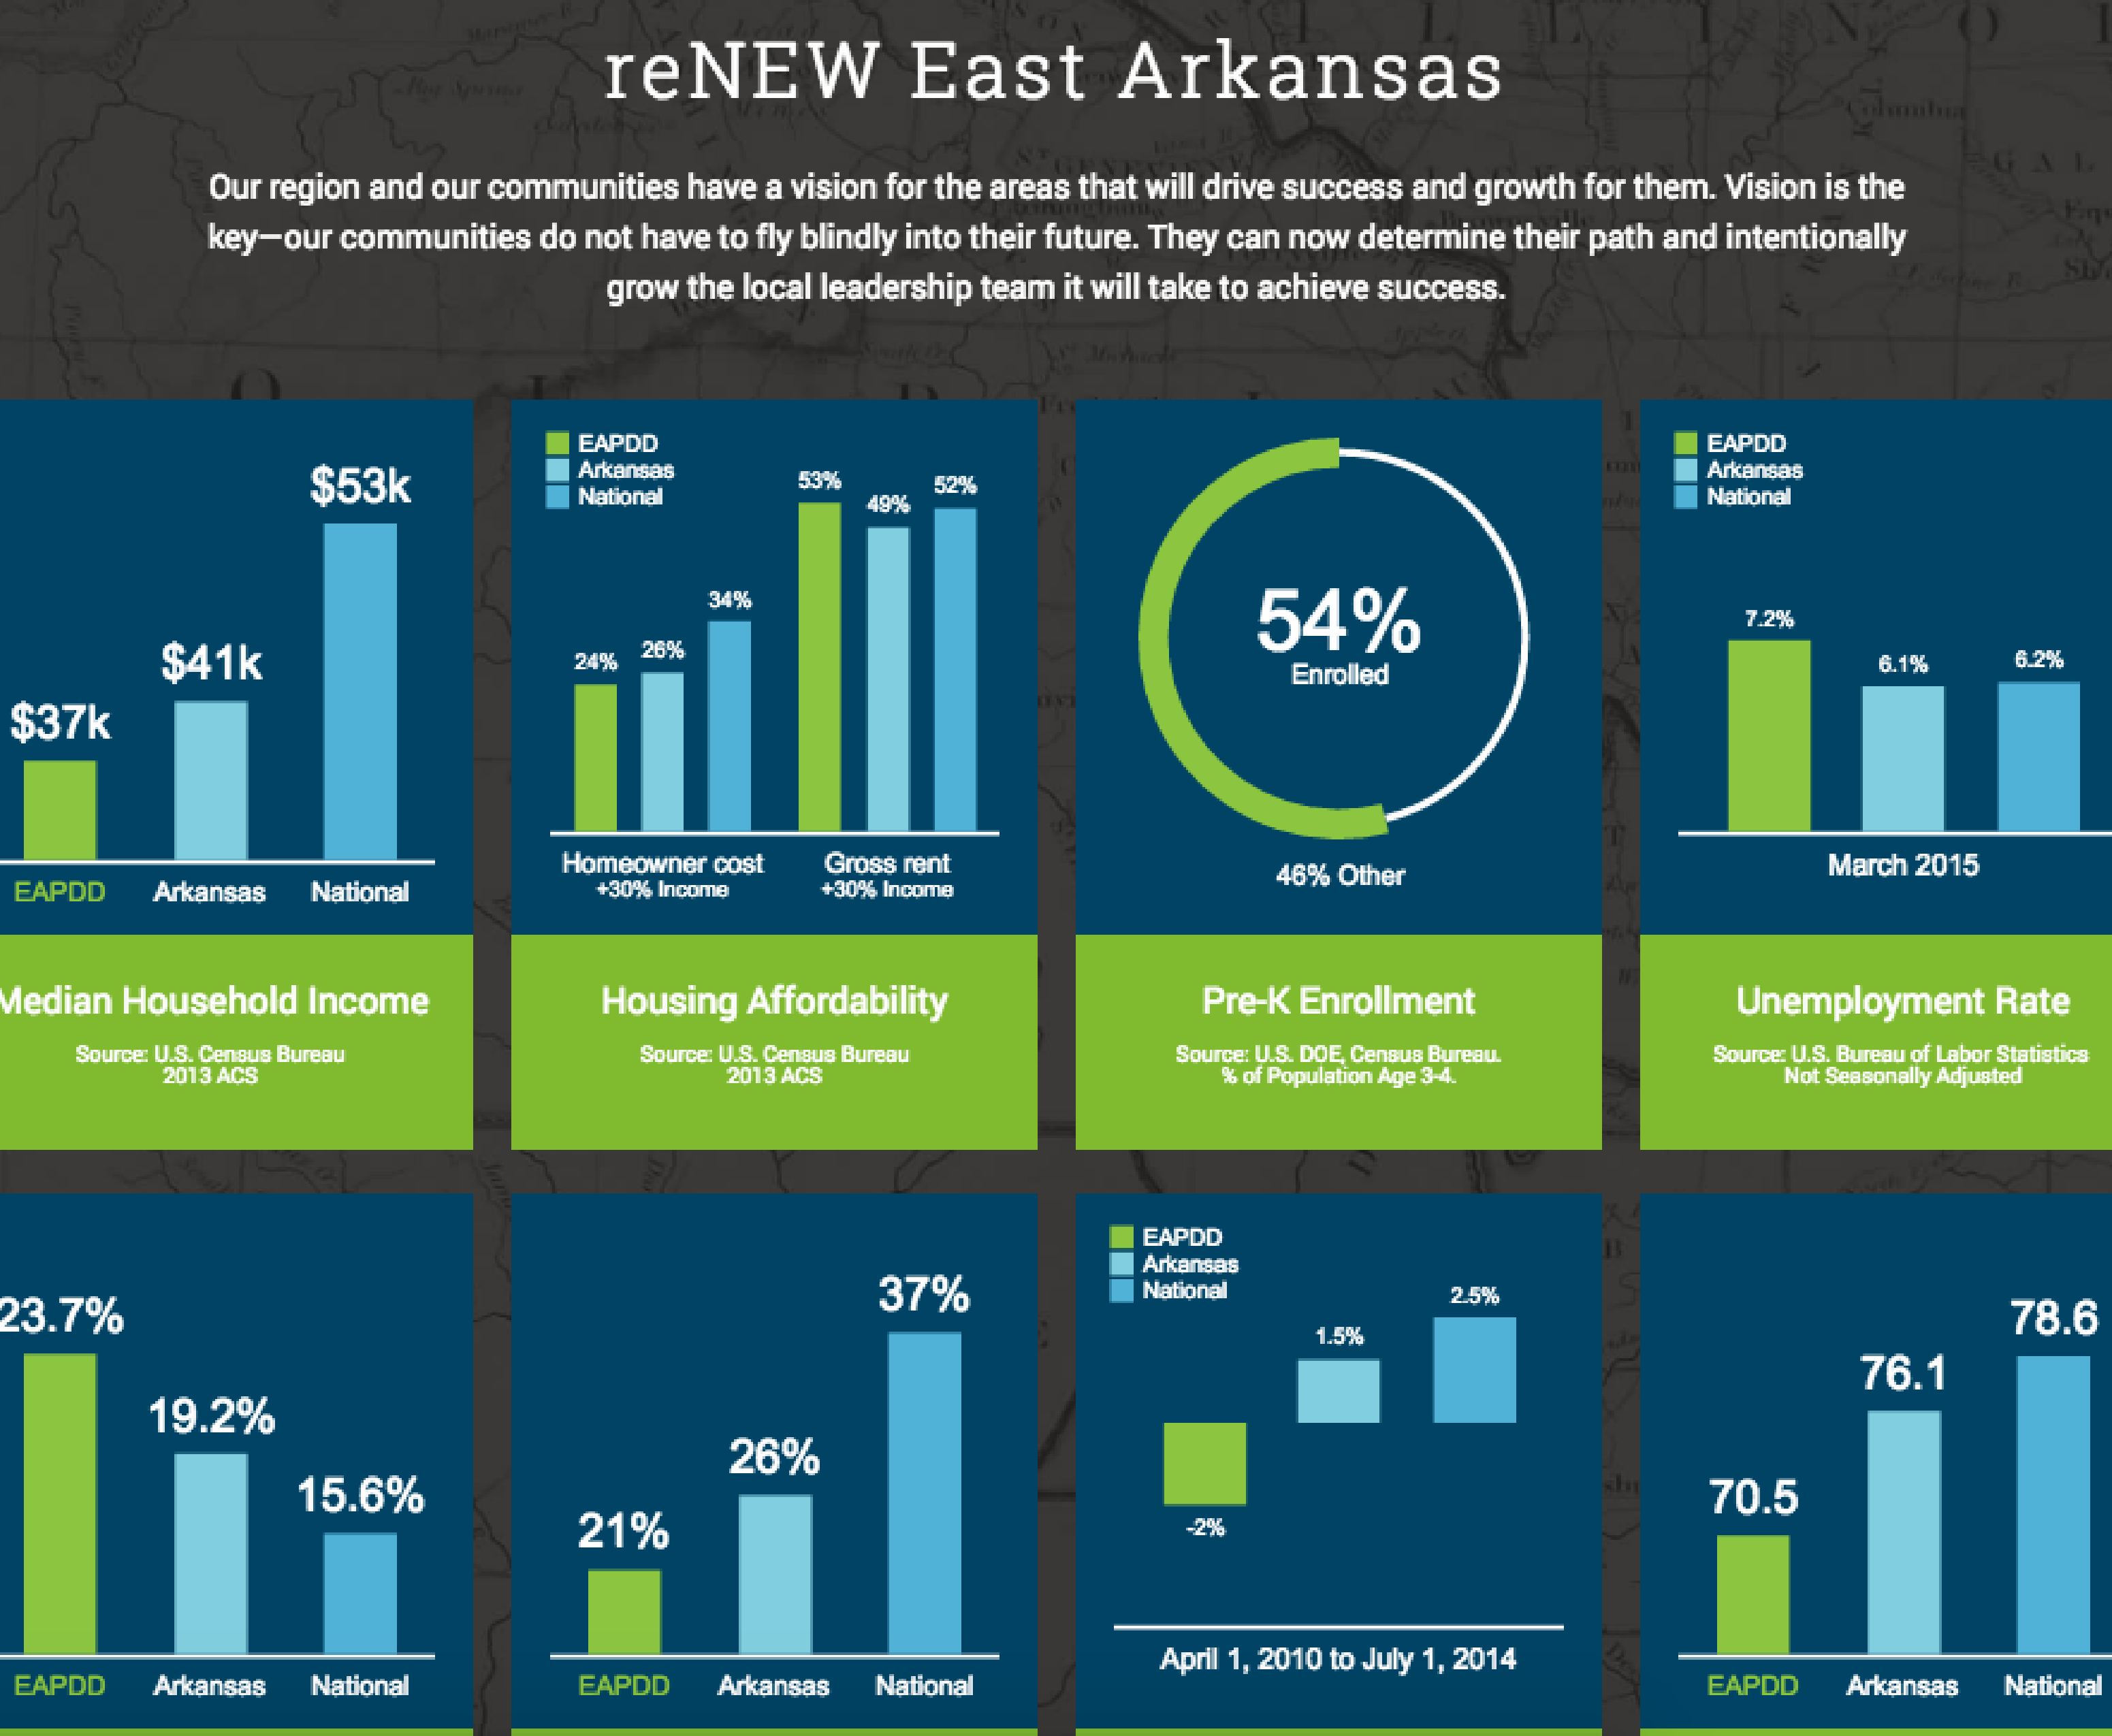 reNEW East Arkansas
Our region and our communities have a vision for the areas that will drive success and growth for them. Vision is the
key—our communities do not have to fly blindly into their future. They can now determine their path and intentionally
grow the local leadership team it will take to achieve success.
$53k
$41k
$37k
EAPDD Arkansas National
Median Household Income
Source: U.S. Census Bureau
2013 ACS
EAPDD
Arkansas
National
53%
49%
52%
34%
26%
24%
Homeowner cost
+30% Income
Gross rent
+30% Income
Housing Affordability
Source: U.S. Census Bureau
2013 ACS
54%
Enrolled
46% Other
Pre-K Enrollment
Source: U.S. DOE, Census Bureau.
% of Population Age 3-4.
EAPDD
Arkansas
National
7.2%
6.1%
6.2%
March 2015
Unemployment Rate
Source: U.S. Bureau of Labor Statistics
Not Seasonally Adjusted
23.7%
19.2%
15.6%
EAPDD Arkansas National
37%
26%
21%
EAPDD Arkansas National
EAPDD
Arkansas
National
2.5%
1.5%
-2%
April 1, 2010 to July 1, 2014
78.6
76.1
70.5
EAPDD Arkansas National